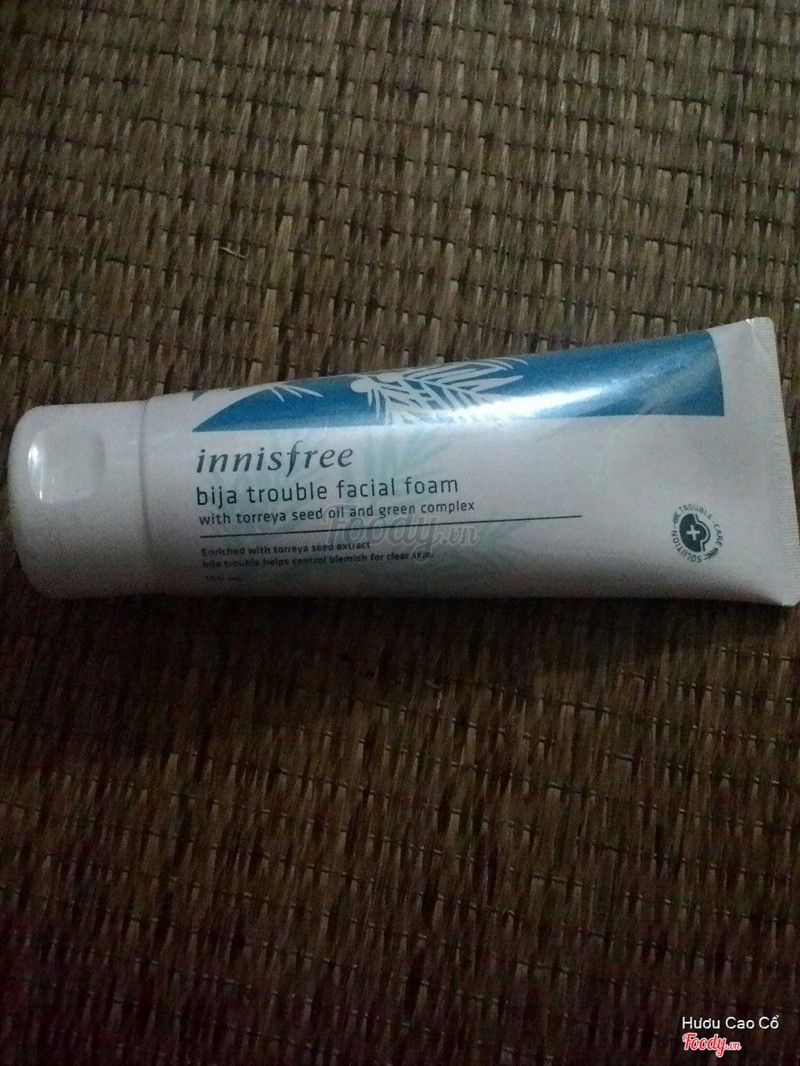 innisfree
bija trouble facial foam
with torreya seed oil and green complex
Enriched with torreya seed extract
bija trouble helps control blemish for clear skin.
TROUBLE-CARE
SOLUTION
Foody.vn
Hươu Cao Cổ
Foody.vn